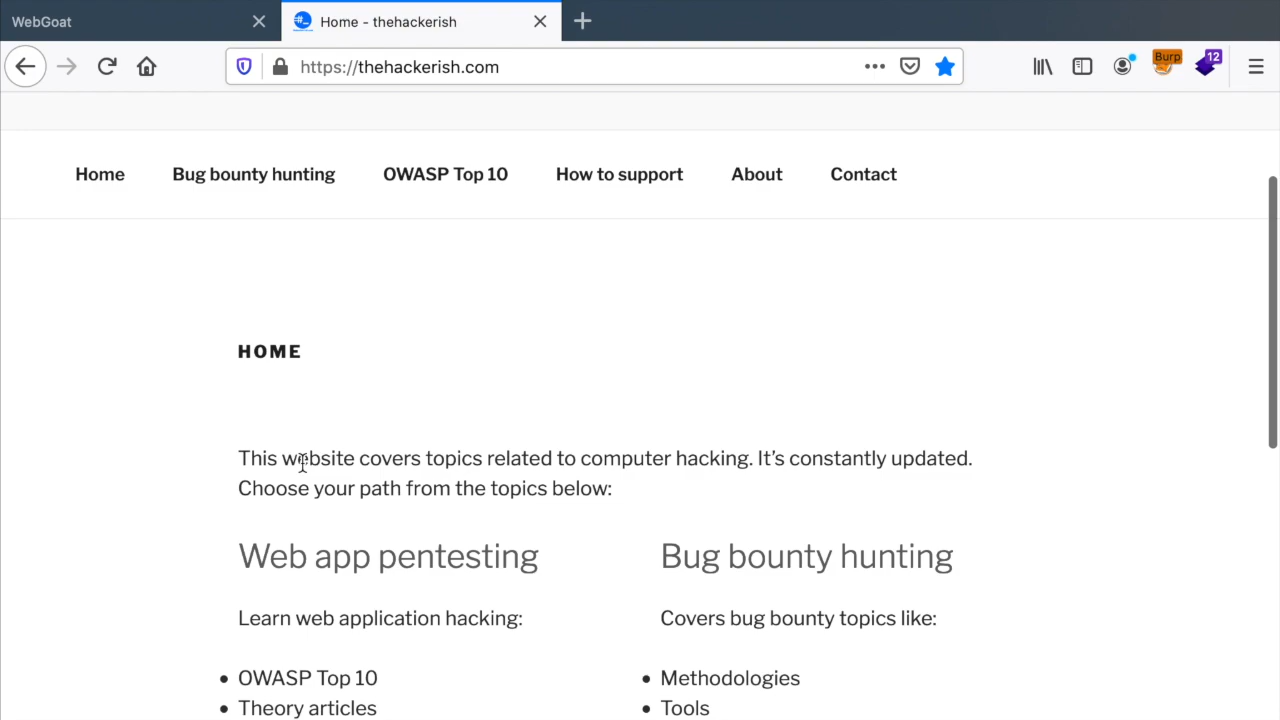 WebGoat
Home - thehackerish
https://thehackerish.com
Burp
12
Home Bug bounty hunting OWASP Top 10 How to support About Contact
HOME
This website covers topics related to computer hacking. It’s constantly updated.
Choose your path from the topics below:
Web app pentesting
Learn web application hacking:
• OWASP Top 10
• Theory articles
Bug bounty hunting
Covers bug bounty topics like:
• Methodologies
• Tools